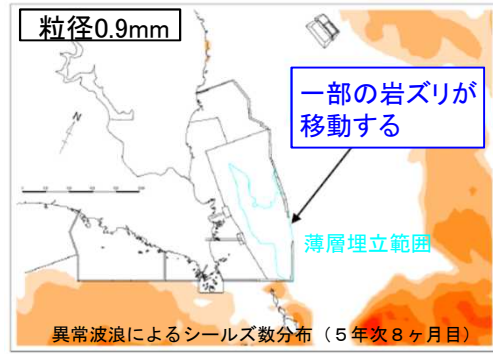 粒径0.9mm
一部の岩ズリが
移動する
N
薄層埋立範囲
異常波浪によるシールズ数分布（５年次８ヶ月目）